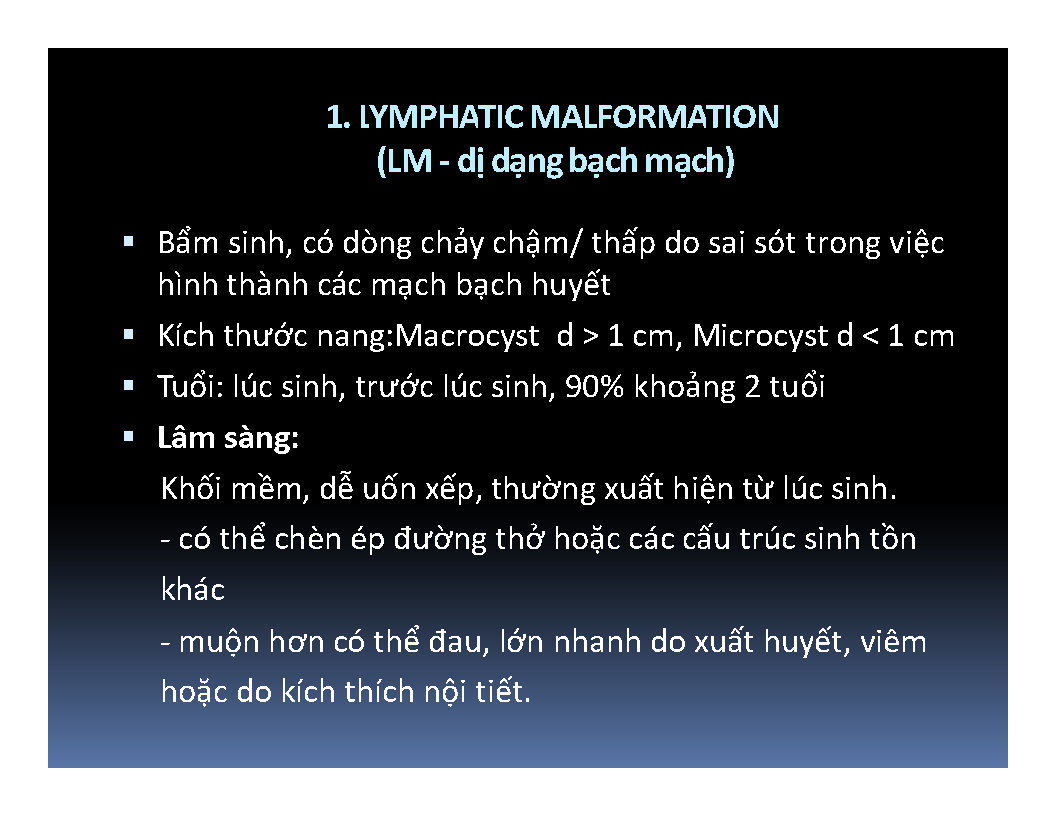 1. LYMPHATIC MALFORMATION
(LM - dị dạng bạch mạch)
▪ Bẩm sinh, có dòng chảy chậm/ thấp do sai sót trong việc
hình thành các mạch bạch huyết
▪ Kích thước nang:Macrocyst d > 1 cm, Microcyst d < 1 cm
▪ Tuổi: lúc sinh, trước lúc sinh, 90% khoảng 2 tuổi
▪ Lâm sàng:
Khối mềm, dễ uốn xếp, thường xuất hiện từ lúc sinh.
- có thể chèn ép đường thở hoặc các cấu trúc sinh tồn
khác
- muộn hơn có thể đau, lớn nhanh do xuất huyết, viêm
hoặc do kích thích nội tiết.